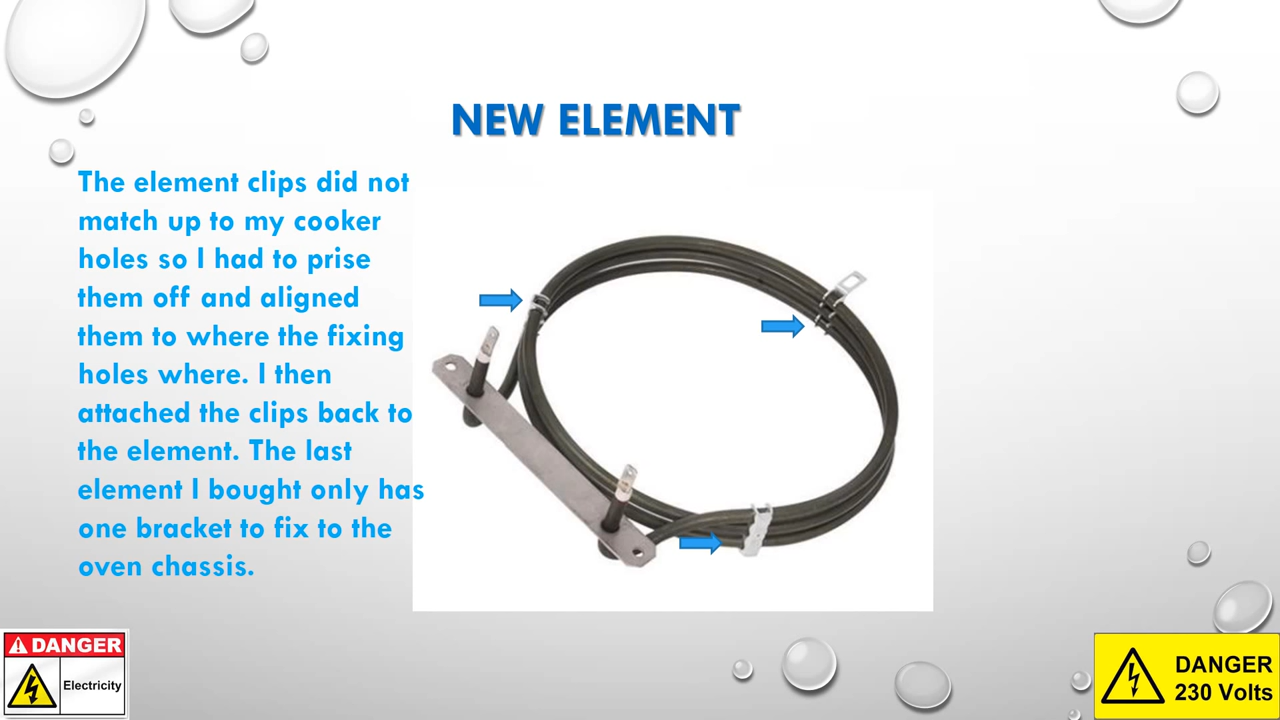 NEW ELEMENT
The element clips did not
match up to my cooker
holes so I had to prise
them off and aligned
them to where the fixing
holes where. I then
attached the clips back to
the element. The last
element I bought only has
one bracket to fix to the
oven chassis.
DANGER
Electricity
DANGER
230 Volts